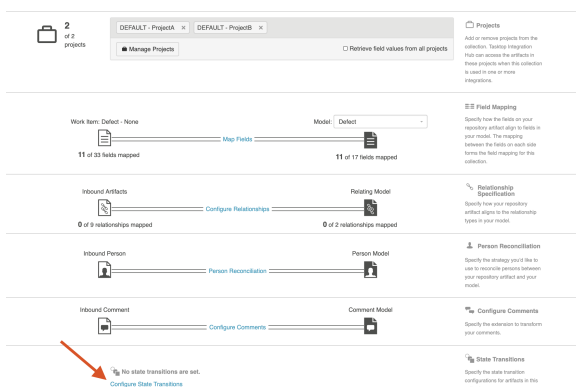 2
of 2
projects
DEFAULT - ProjectA ×
DEFAULT - ProjectB ×
Manage Projects
Retrieve field values from all projects
Projects
Add or remove projects from the
collection. Tasktop Integration
Hub can access the artifacts in
these projects when this collection
is used in one or more
integrations.
Work Item: Defect - None
Model: Defect
Map Fields
11 of 33 fields mapped
11 of 17 fields mapped
Field Mapping
Specify how the fields on your
repository artifact align to fields in
your model. The mapping
between the fields on each side
forms the field mapping for this
collection.
Inbound Artifacts
Relating Model
Configure Relationships
0 of 9 relationships mapped
0 of 2 relationships mapped
Relationship
Specification
Specify how your repository
artifact aligns to the relationship
types in your model.
Inbound Person
Person Model
Person Reconciliation
Person Reconciliation
Specify the strategy you'd like to
use to reconcile persons between
your repository artifact and your
model.
Inbound Comment
Comment Model
Configure Comments
Configure Comments
Specify the extension to transform
your comments.
No state transitions are set.
Configure State Transitions
State Transitions
Specify the state transition
configurations for artifacts in this